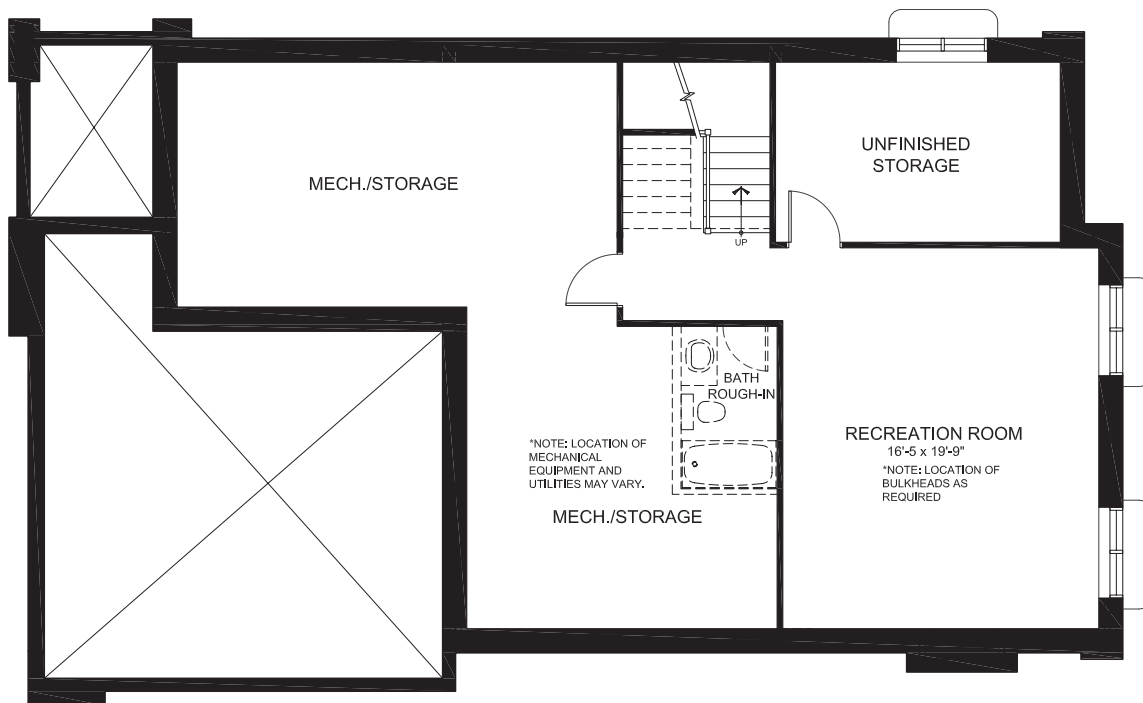 UNFINISHED
STORAGE
MECH./STORAGE
UP
BATH
ROUGH-IN
RECREATION ROOM
16'-5 x 19'-9"
*NOTE: LOCATION OF
BULKHEADS AS
REQUIRED
*NOTE: LOCATION OF
MECHANICAL
EQUIPMENT AND
UTILITIES MAY VARY.
MECH./STORAGE